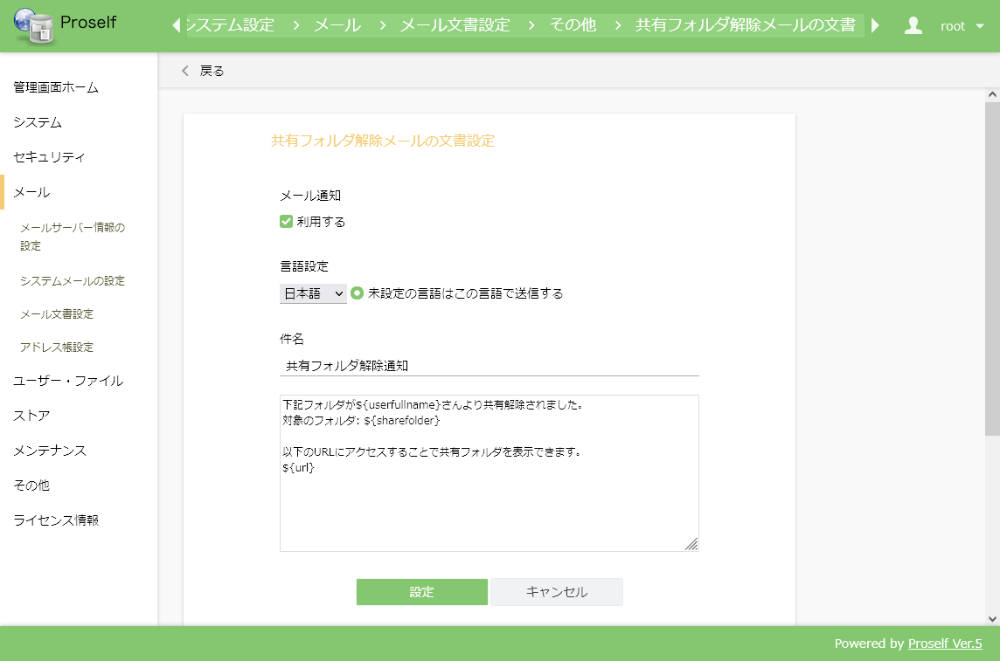 Proself
システム設定 > メール > メール文書設定 > その他 > 共有フォルダ解除メールの文書
root
戻る
管理画面ホーム
システム
セキュリティ
メール
メールサーバー情報の
設定
システムメールの設定
メール文書設定
アドレス帳設定
ユーザー・ファイル
ストア
メンテナンス
その他
ライセンス情報
共有フォルダ解除メールの文書設定
メール通知
利用する
言語設定
日本語 未設定の言語はこの言語で送信する
件名
共有フォルダ解除通知
下記フォルダが${userfullname}さんより共有解除されました。
対象のフォルダ: ${sharefolder}
以下のURLにアクセスすることで共有フォルダを表示できます。
${url}
設定 キャンセル
Powered by Proself Ver.5